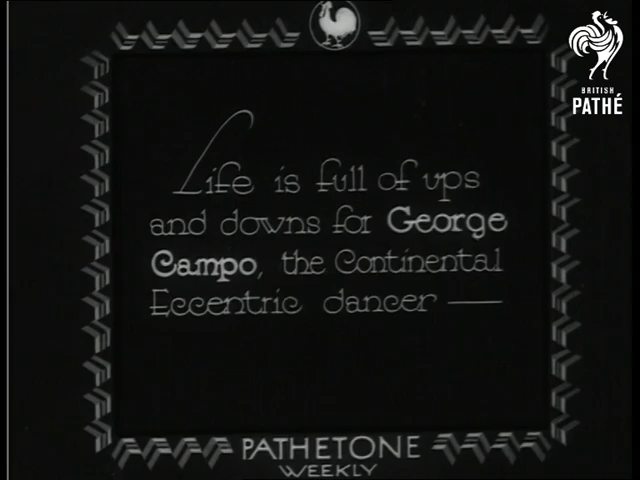 BRITISH
PATHÉ
Life is full of ups
and downs for George
Campo, the Continental
Eccentric dancer —
PATHETONE
WEEKLY